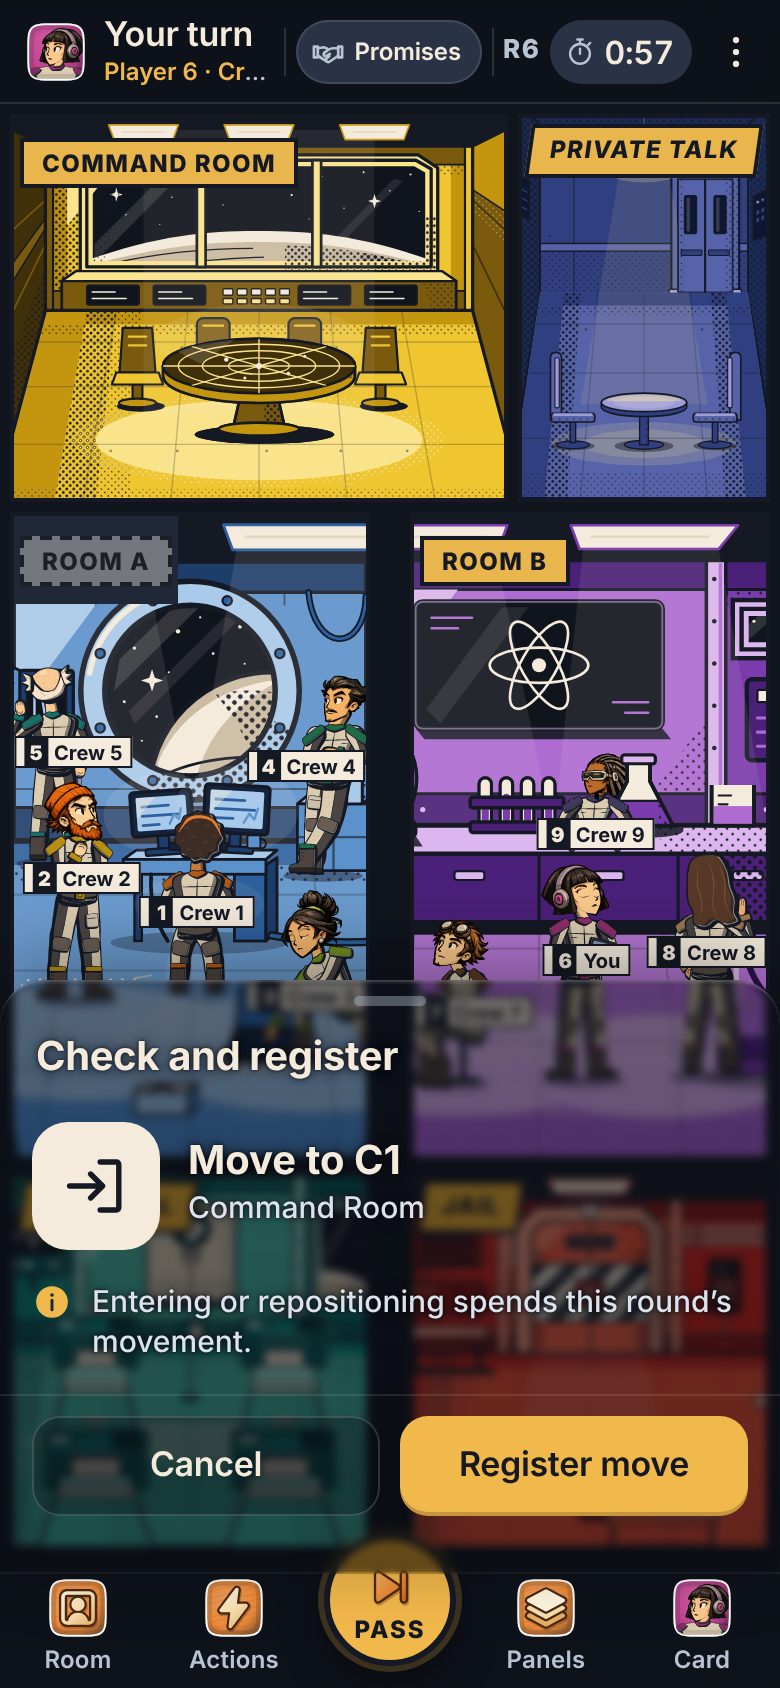 Your turn
Player 6 · Cr...
Promises
R6
0:57
COMMAND ROOM
PRIVATE TALK
ROOM A
ROOM B
5 Crew 5
4 Crew 4
9 Crew 9
2 Crew 2
1 Crew 1
6 You
8 Crew 8
Check and register
Move to C1
Command Room
JAIL
Entering or repositioning spends this round's
movement.
Cancel
Register move
PASS
Room
Actions
Panels
Card